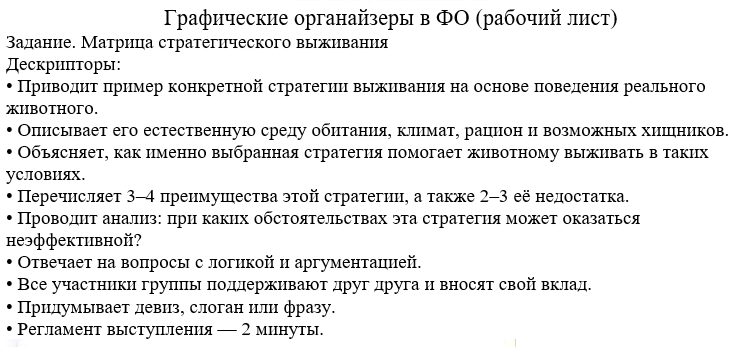 Графические органайзеры в ФО (рабочий лист)
Задание. Матрица стратегического выживания
Дескрипторы:
• Приводит пример конкретной стратегии выживания на основе поведения реального
животного.
• Описывает его естественную среду обитания, климат, рацион и возможных хищников.
• Объясняет, как именно выбранная стратегия помогает животному выживать в таких
условиях.
• Перечисляет 3–4 преимущества этой стратегии, а также 2–3 её недостатка.
• Проводит анализ: при каких обстоятельствах эта стратегия может оказаться
неэффективной?
• Отвечает на вопросы с логикой и аргументацией.
• Все участники группы поддерживают друг друга и вносят свой вклад.
• Придумывает девиз, слоган или фразу.
• Регламент выступления — 2 минуты.